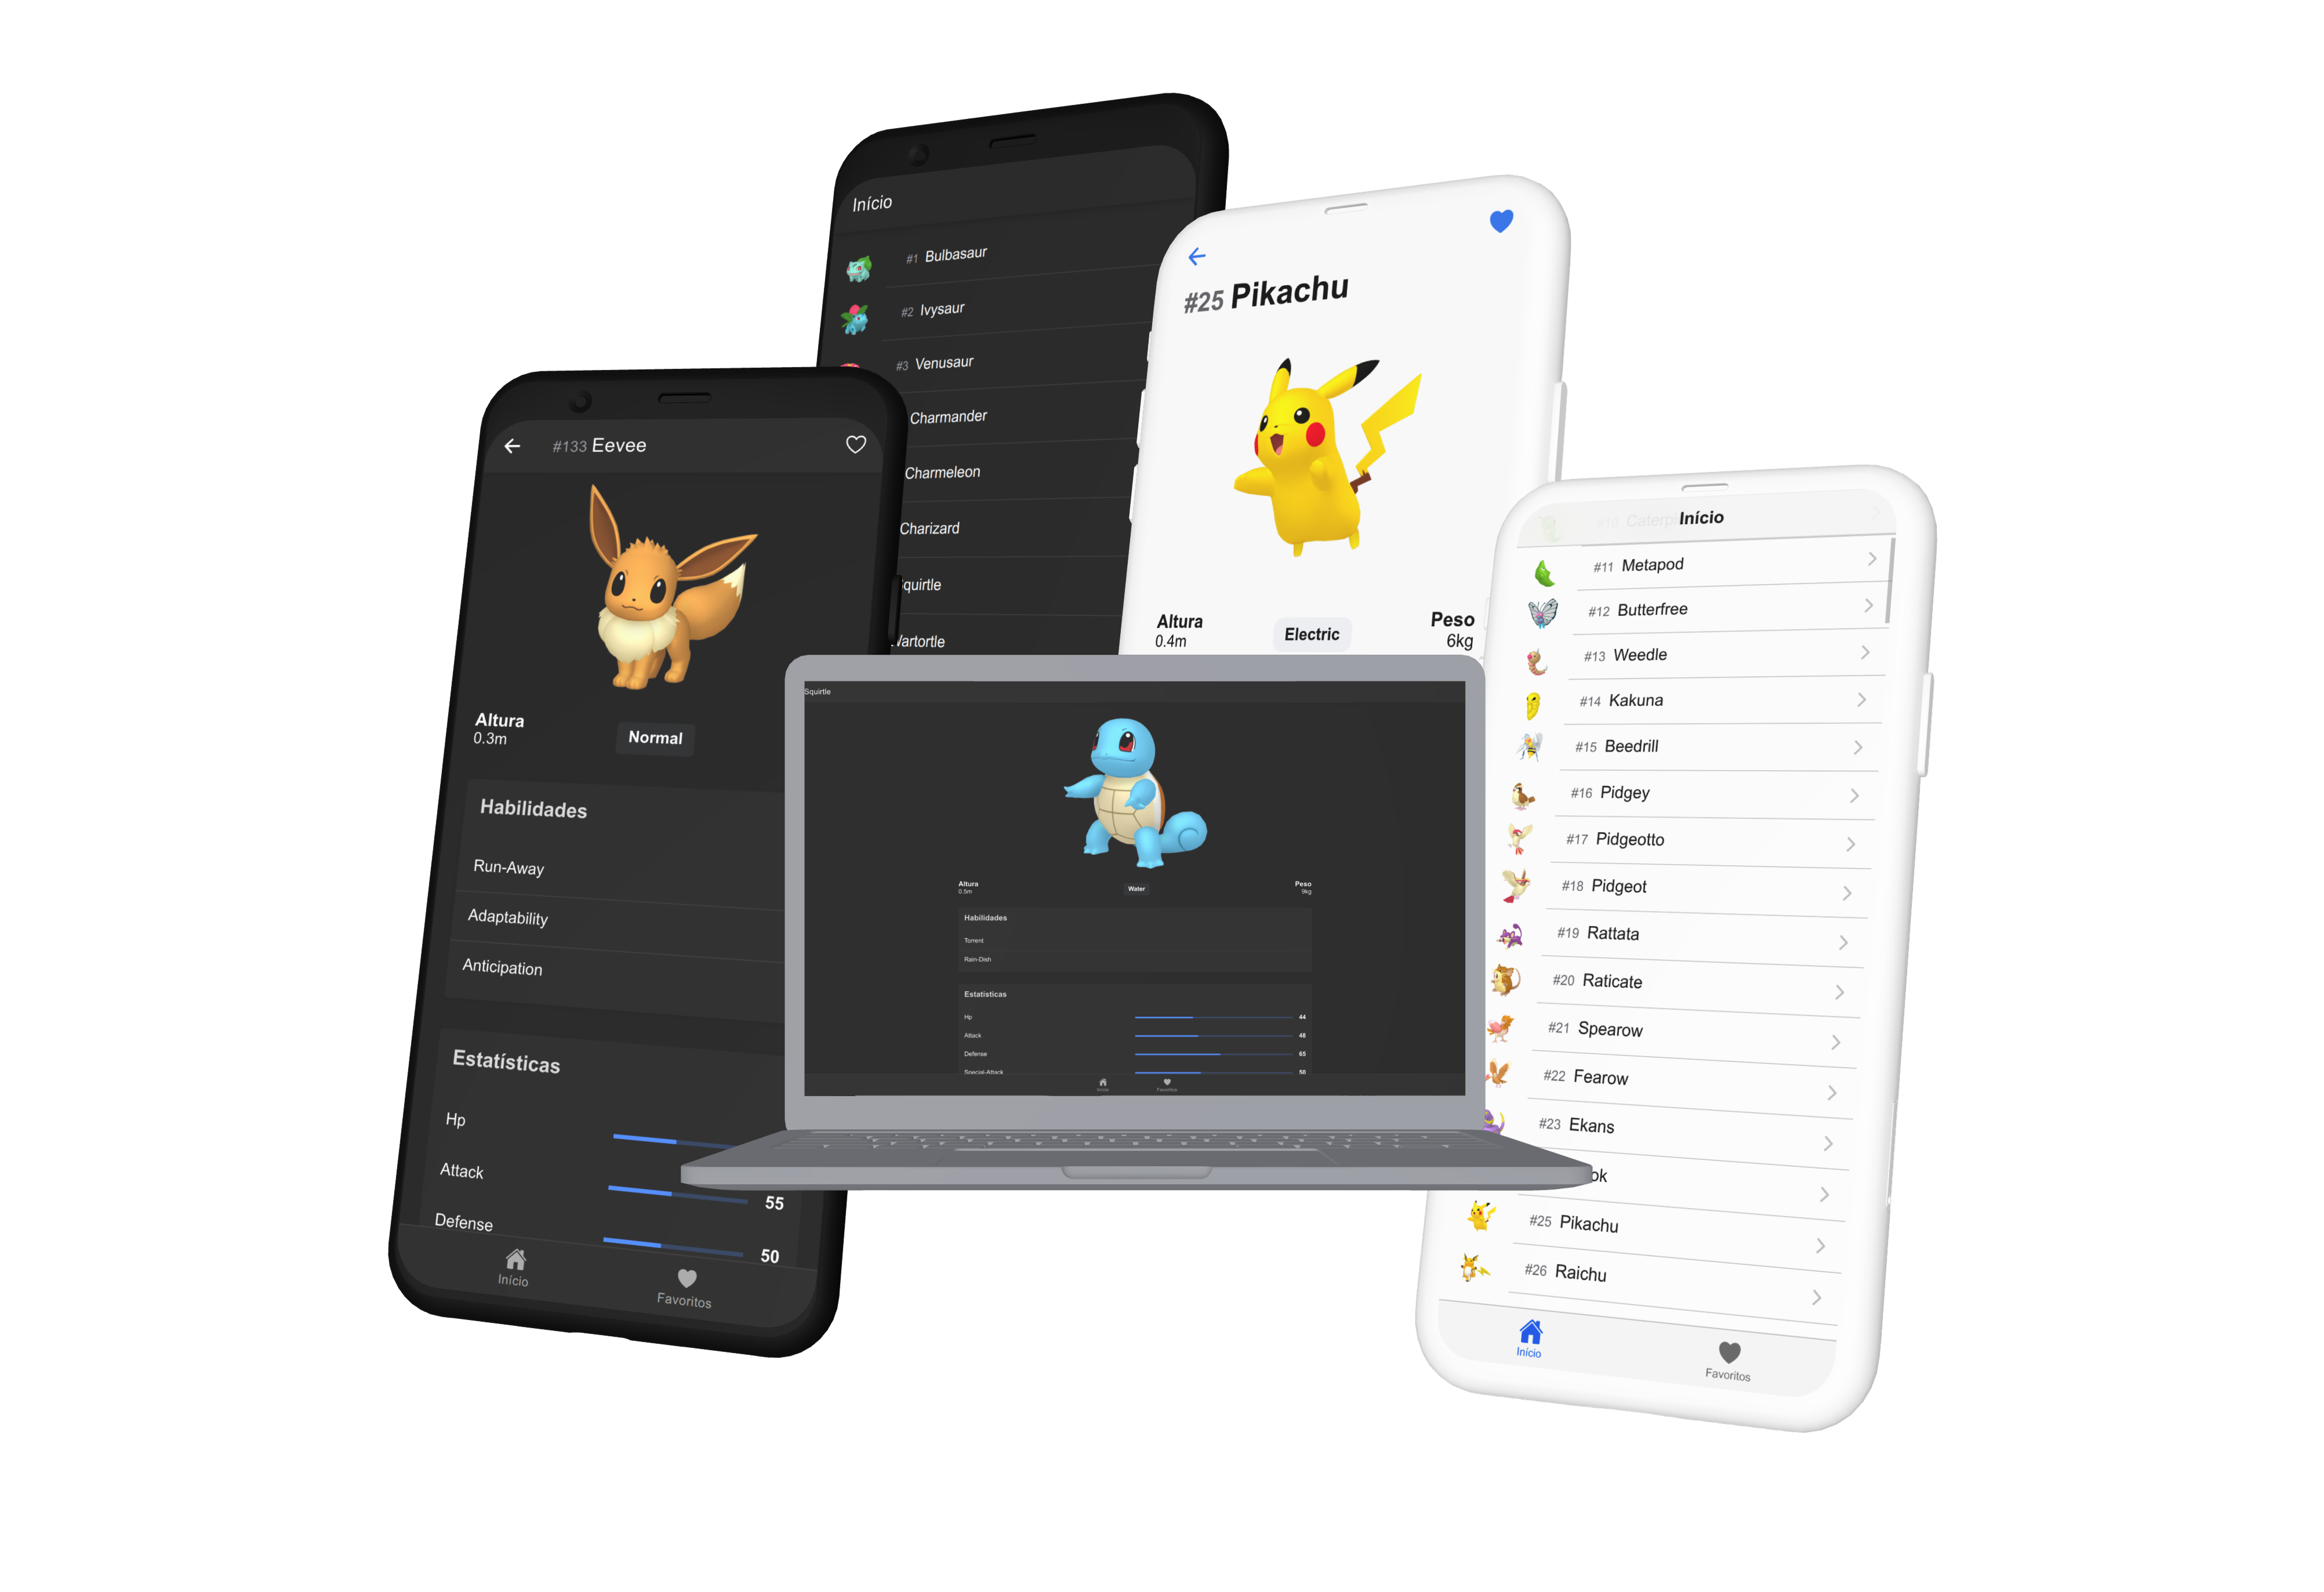 Início
#1 Bulbasaur
#2 Ivysaur
#3 Venusaur
Charmander
Charmeleon
Charizard
quirtle
Vartortle
#25 Pikachu
Altura
0.4m
Electric
Peso
6kg
#133 Eevee
Altura
0.3m
Normal
Habilidades
Run-Away
Adaptability
Anticipation
Estatísticas
Hp
Attack
55
Defense
50
Início
Favoritos
Squirtle
Altura
0.5m
Water
Peso
9kg
Habilidades
Torrent
Rain-Dish
Estatísticas
Hp
44
Attack
48
Defense
65
Special-Attack
50
Início
Favoritos
#10 Caterpi
Início
#11 Metapod
#12 Butterfree
#13 Weedle
#14 Kakuna
#15 Beedrill
#16 Pidgey
#17 Pidgeotto
#18 Pidgeot
#19 Rattata
#20 Raticate
#21 Spearow
#22 Fearow
#23 Ekans
ok
#25 Pikachu
#26 Raichu
Início
Favoritos